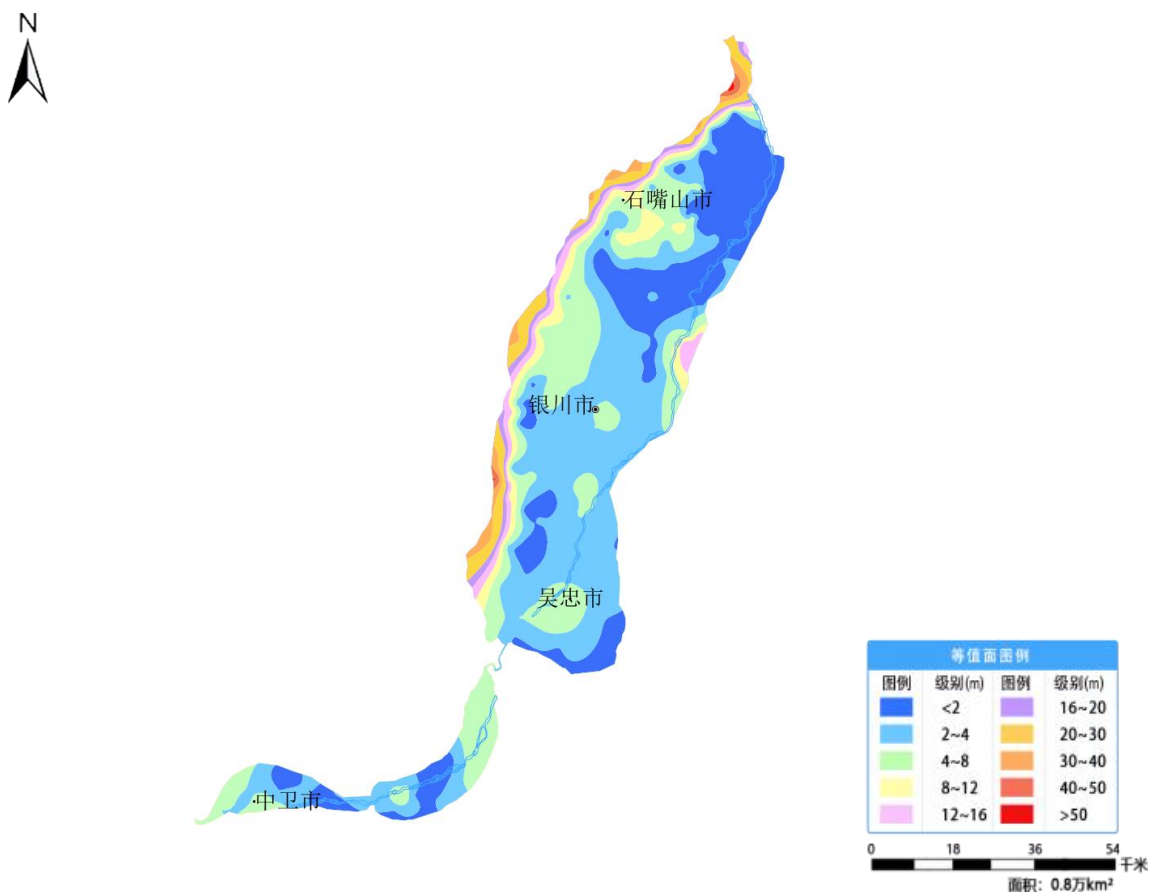 N
石嘴山市
银川市
吴忠市
中卫市
等值面图例
图例 级别(m) 图例 级别(m)
<2 16~20
2~4 20~30
4~8 30~40
8~12 40~50
12~16 >50
0 18 36 54 千米
面积：0.8万km²